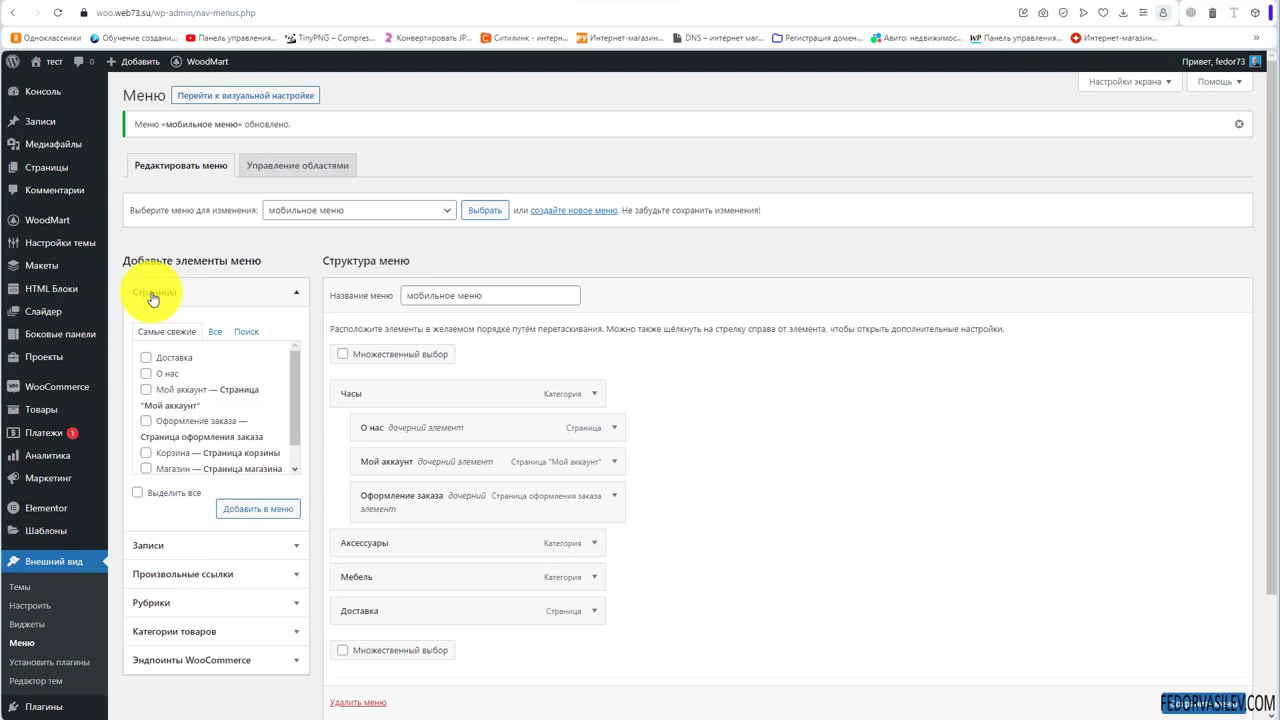 woo.web73.su/wp-admin/nav-menus.php
Одноклассники
Обучение создани...
Панель управления...
TinyPNG – Compres...
Конвертировать JP...
Ситилинк - интерн...
Интернет-магазин...
DNS – интернет маг...
Регистрация домен...
Авито: недвижимос...
Панель управления...
Интернет-магазин...
тест
0
Добавить
WoodMart
Привет, fedor73
Консоль
Записи
Медиафайлы
Страницы
Комментарии
WoodMart
Настройки темы
Макеты
HTML Блоки
Слайдер
Боковые панели
Проекты
WooCommerce
Товары
Платежи 1
Аналитика
Маркетинг
Elementor
Шаблоны
Внешний вид
Темы
Настроить
Виджеты
Меню
Установить плагины
Редактор тем
Плагины
Настройки экрана
Помощь
Меню
Перейти к визуальной настройке
Меню «мобильное меню» обновлено.
Редактировать меню
Управление областями
Выберите меню для изменения:
мобильное меню
Выбрать
или создайте новое меню. Не забудьте сохранить изменения!
Добавьте элементы меню
Страницы
Самые свежие
Все
Поиск
Доставка
О нас
Мой аккаунт — Страница
"Мой аккаунт"
Оформление заказа —
Страница оформления заказа
Корзина — Страница корзины
Магазин — Страница магазина
Выделить все
Добавить в меню
Записи
Произвольные ссылки
Рубрики
Категории товаров
Эндпоинты WooCommerce
Структура меню
Название меню
мобильное меню
Расположите элементы в желаемом порядке путём перетаскивания. Можно также щёлкнуть на стрелку справа от элемента, чтобы открыть дополнительные настройки.
Множественный выбор
Часы
Категория
О нас дочерний элемент
Страница
Мой аккаунт дочерний элемент
Страница "Мой аккаунт"
Оформление заказа дочерний
элемент
Страница оформления заказа
Аксессуары
Категория
Мебель
Категория
Доставка
Страница
Множественный выбор
Удалить меню
FEDORVASILEV.COM